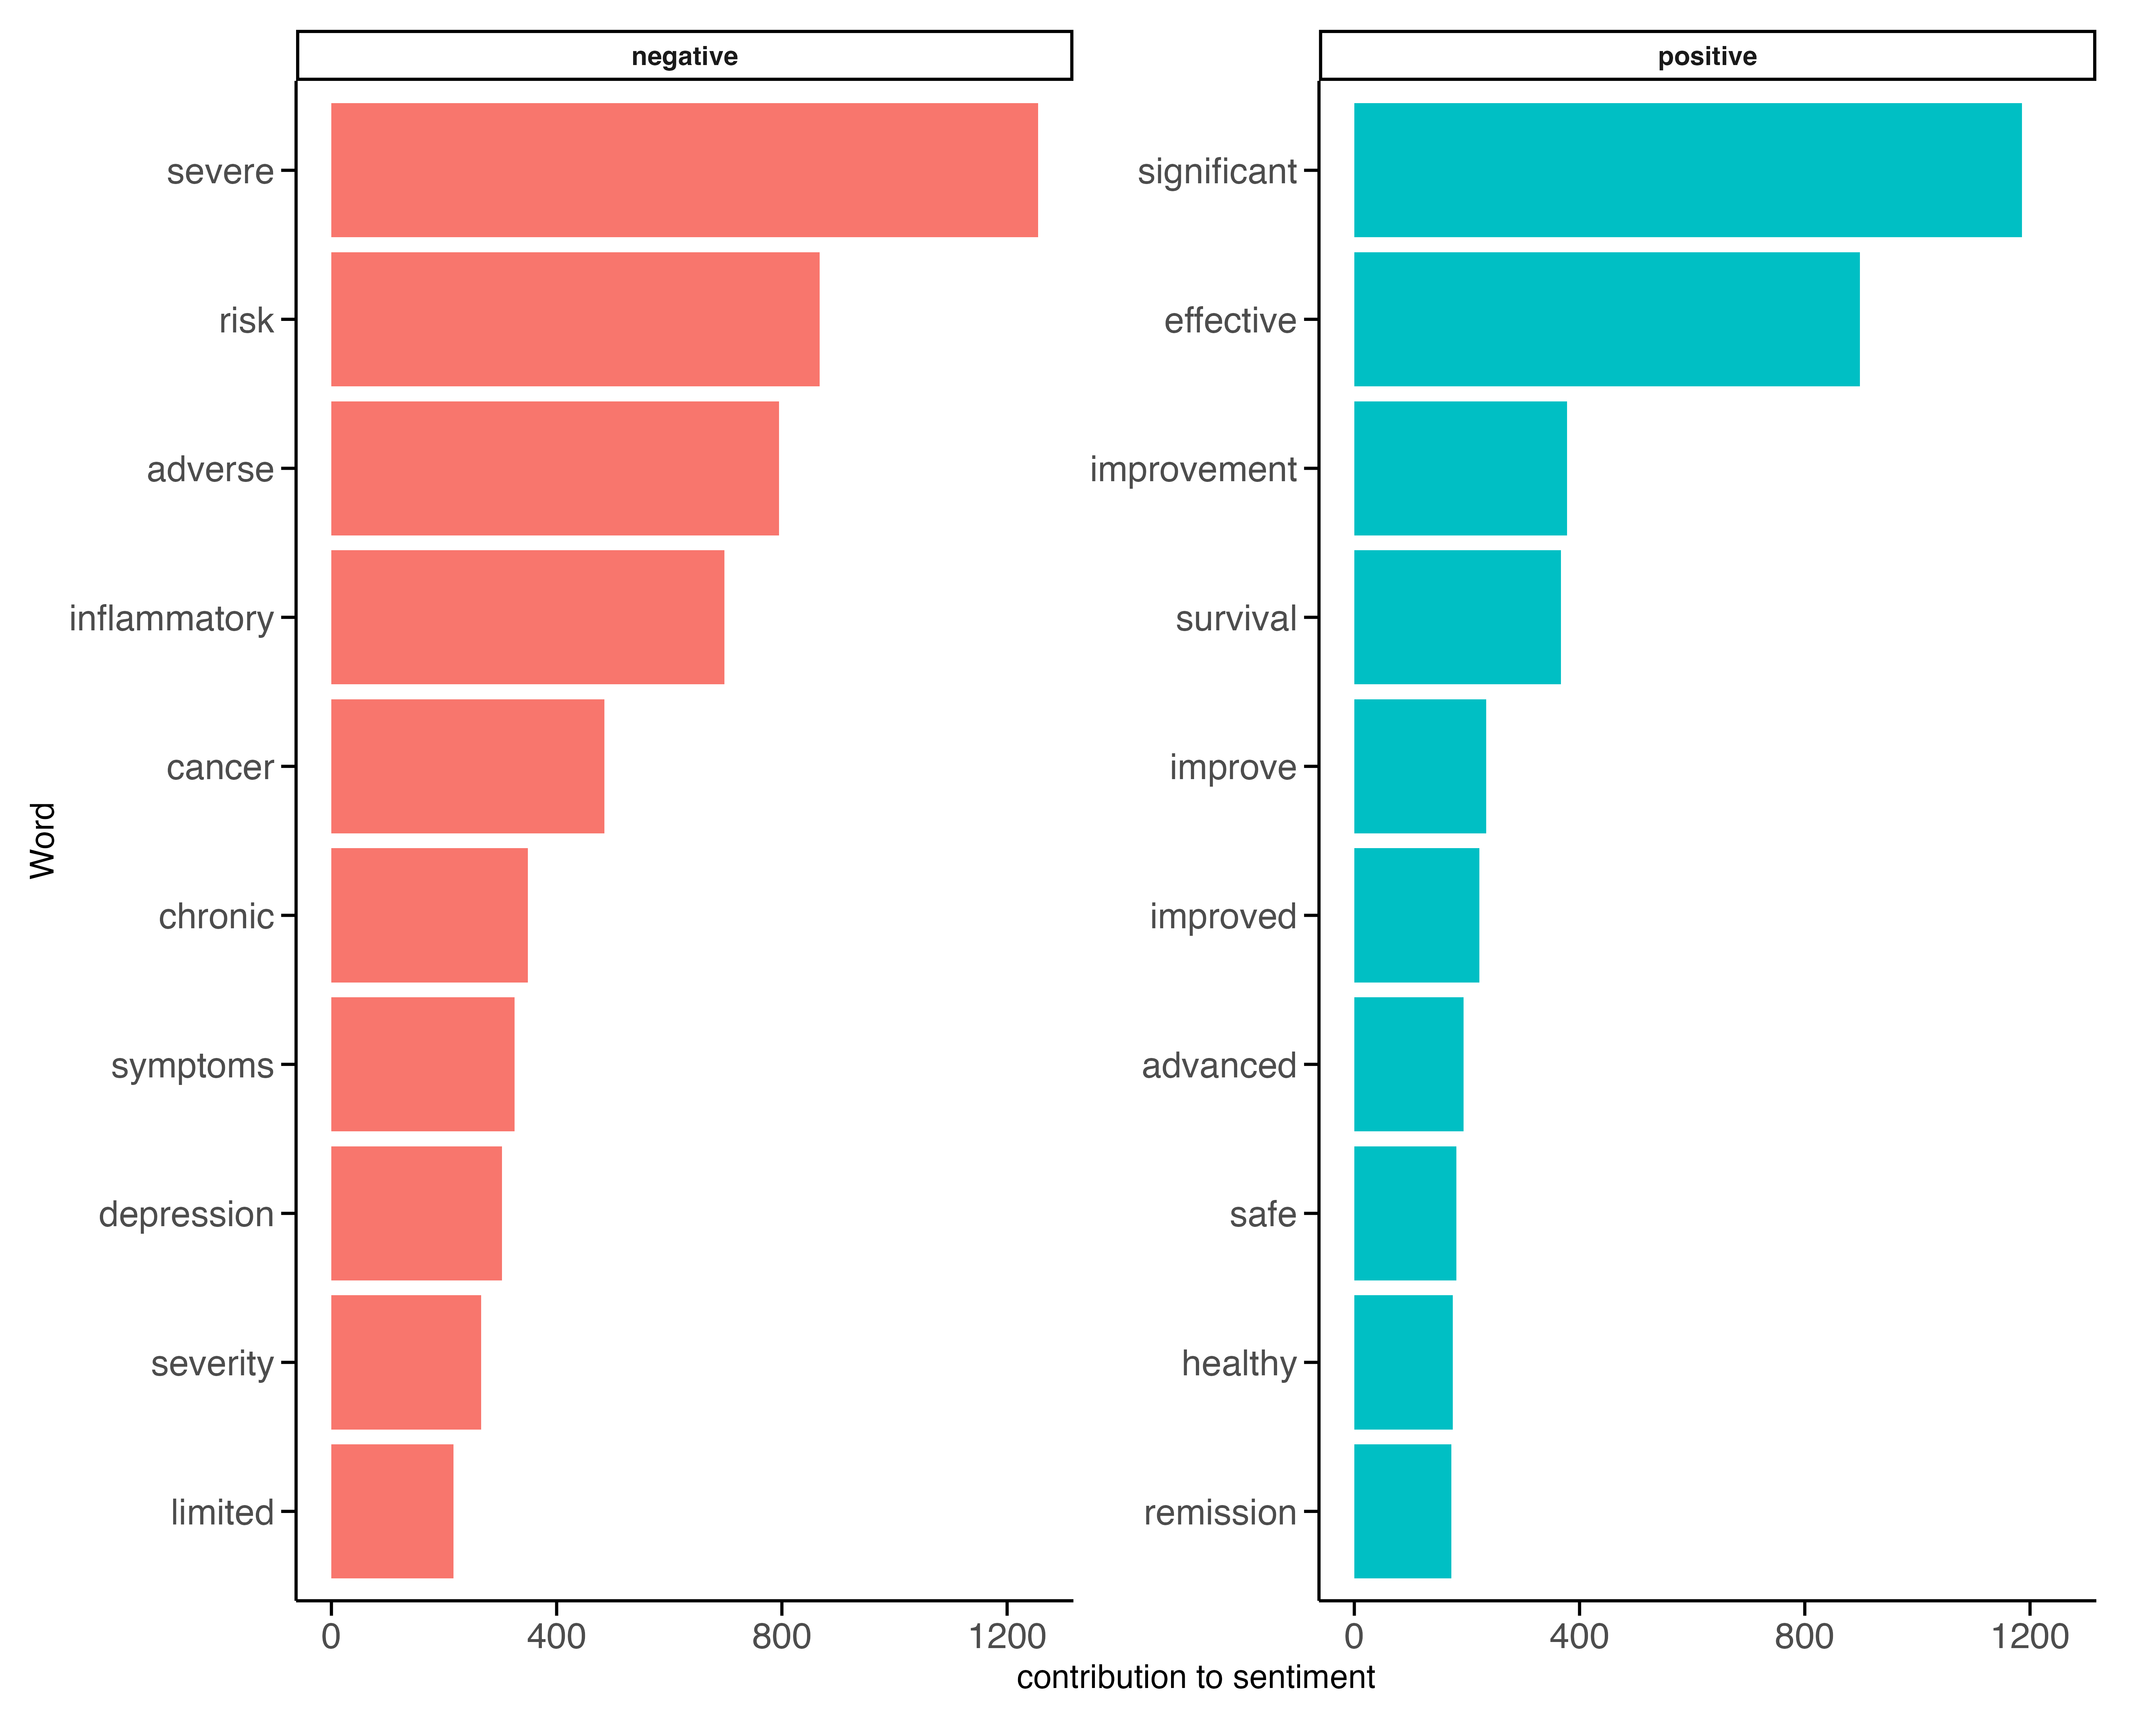 negative
positive
Word
severe
risk
adverse
inflammatory
cancer
chronic
symptoms
depression
severity
limited
0 400 800 1200
significant
effective
improvement
survival
improve
improved
advanced
safe
healthy
remission
0 400 800 1200
contribution to sentiment